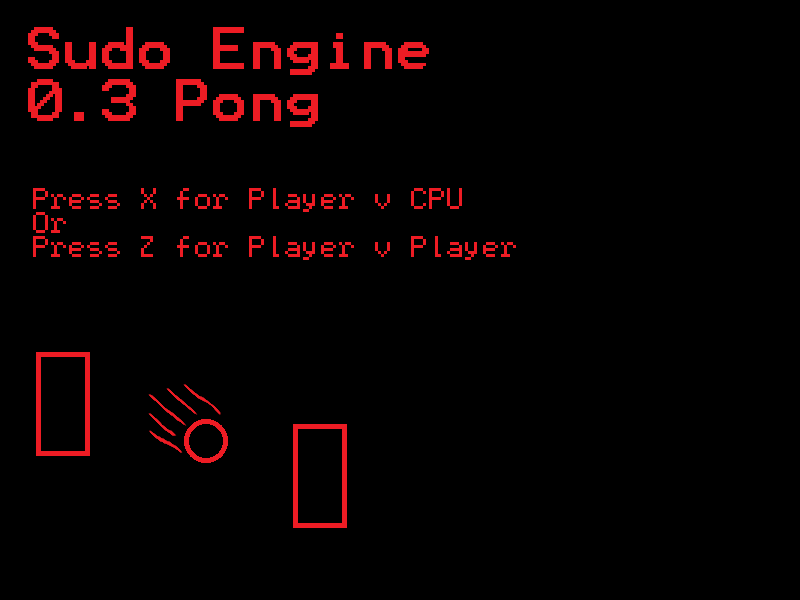 Sudo Engine
0.3 Pong
Press X for Player v CPU
Or
Press Z for Player v Player